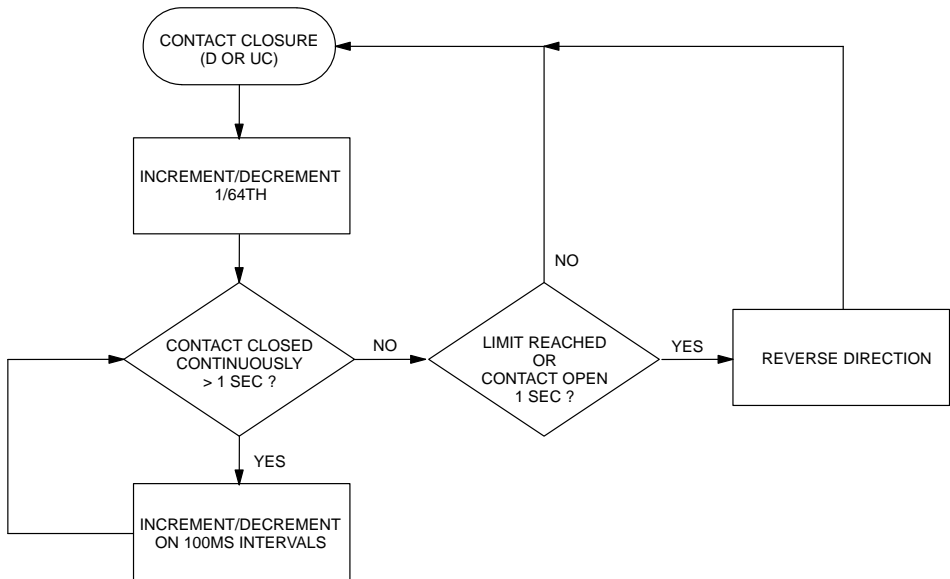 CONTACT CLOSURE
(D OR UC)
INCREMENT/DECREMENT
1/64TH
CONTACT CLOSED
CONTINUOUSLY
> 1 SEC ?
NO
YES
INCREMENT/DECREMENT
ON 100MS INTERVALS
LIMIT REACHED
OR
CONTACT OPEN
1 SEC ?
NO
YES
REVERSE DIRECTION